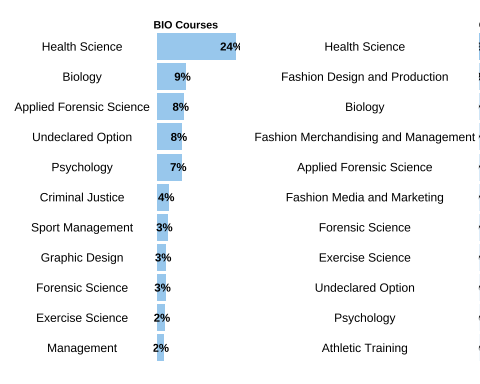 BIO Courses
Health Science 24%
Biology 9%
Applied Forensic Science 8%
Undeclared Option 8%
Psychology 7%
Criminal Justice 4%
Sport Management 3%
Graphic Design 3%
Forensic Science 3%
Exercise Science 2%
Management 2%
Health Science
Fashion Design and Production
Biology
Fashion Merchandising and Management
Applied Forensic Science
Fashion Media and Marketing
Forensic Science
Exercise Science
Undeclared Option
Psychology
Athletic Training